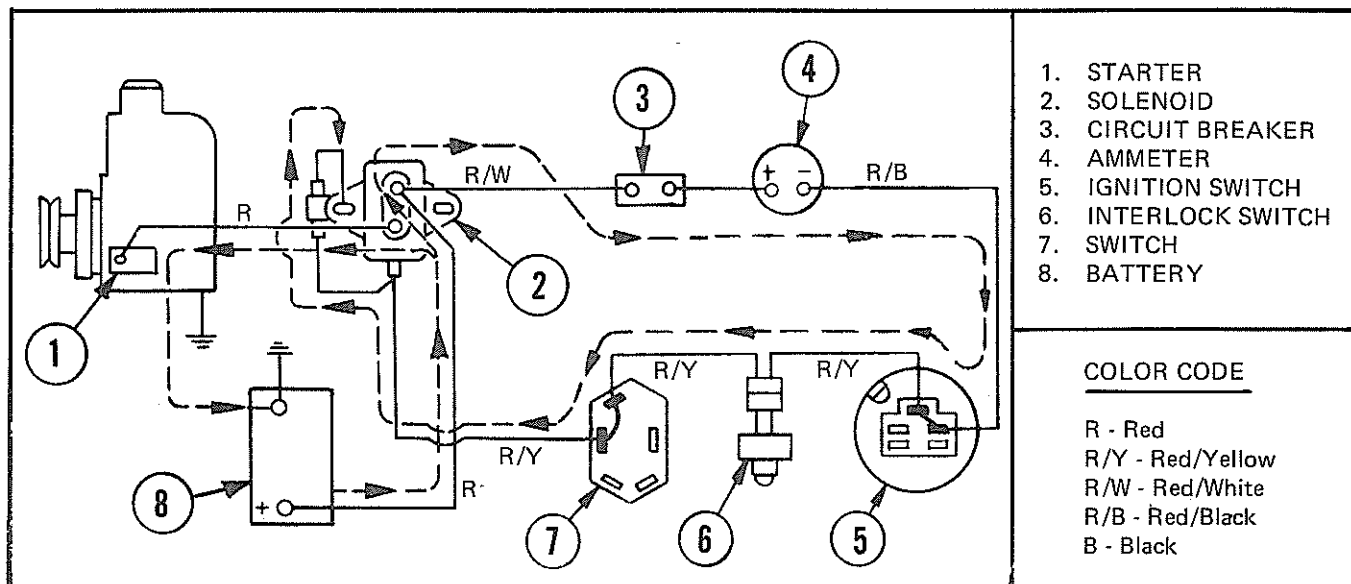 4
3
+ -
R/W
R/B
R
2
1
R/Y
R/Y
R/Y
R
+
8
7
6
5
1. STARTER
2. SOLENOID
3. CIRCUIT BREAKER
4. AMMETER
5. IGNITION SWITCH
6. INTERLOCK SWITCH
7. SWITCH
8. BATTERY
COLOR CODE
R - Red
R/Y - Red/Yellow
R/W - Red/White
R/B - Red/Black
B - Black